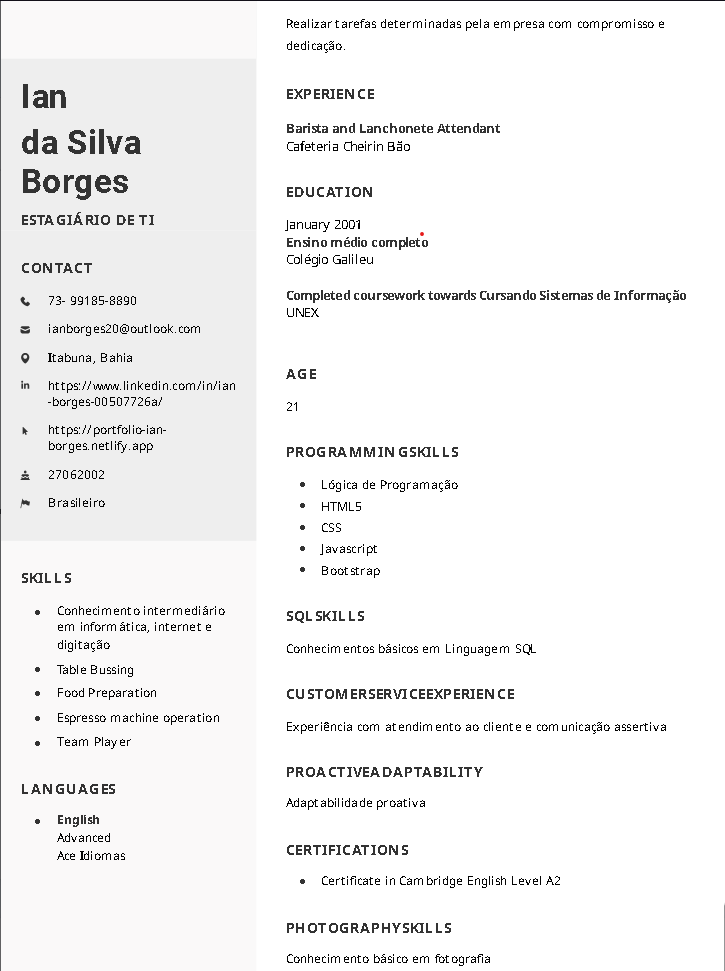 Ian
da Silva
Borges
ESTAGIÁRIO DE TI
CONTACT
73- 99185-8890
ianborges20@outlook.com
Itabuna, Bahia
https://www.linkedin.com/in/ian
-borges-00507726a/
https://portfolio-ian-
borges.netlify.app
27062002
Brasileiro
SKILLS
Conhecimento intermediário
em informática, internet e
digitação
Table Bussing
Food Preparation
Espresso machine operation
Team Player
LANGUAGES
English
Advanced
Ace Idiomas
Realizar tarefas determinadas pela empresa com compromisso e
dedicação.
EXPERIENCE
Barista and Lanchonete Attendant
Cafeteria Cheirin Bão
EDUCATION
January 2001
Ensino médio completo
Colégio Galileu
Completed coursework towards Cursando Sistemas de Informação
UNEX
AGE
21
PROGRAMMINGSKILLS
Lógica de Programação
HTML5
CSS
Javascript
Bootstrap
SQLSKILLS
Conhecimentos básicos em Linguagem SQL
CUSTOMERSERVICEEXPERIENCE
Experiência com atendimento ao cliente e comunicação assertiva
PROACTIVEADAPTABILITY
Adaptabilidade proativa
CERTIFICATIONS
Certificate in Cambridge English Level A2
PHOTOGRAPHYSKILLS
Conhecimento básico em fotografia